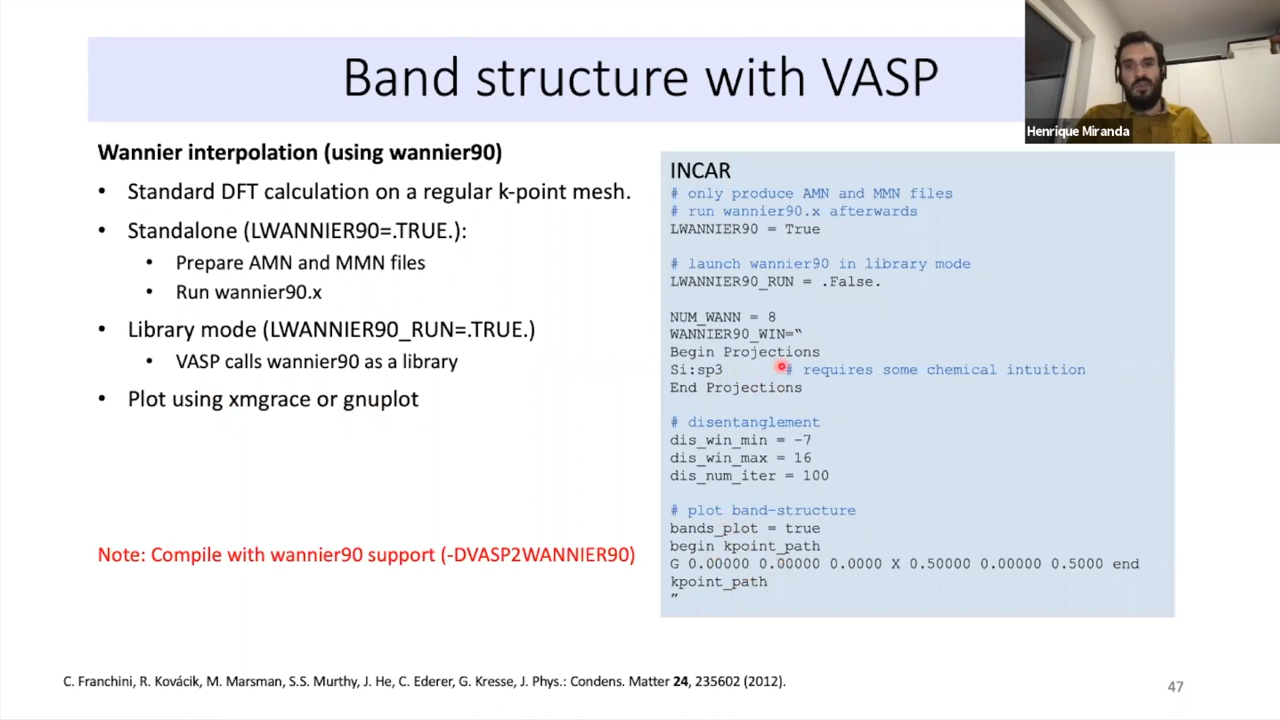 Band structure with VASP
Henrique Miranda
Wannier interpolation (using wannier90)
• Standard DFT calculation on a regular k-point mesh.
• Standalone (LWANNIER90=.TRUE.):
• Prepare AMN and MMN files
• Run wannier90.x
• Library mode (LWANNIER90_RUN=.TRUE.)
• VASP calls wannier90 as a library
• Plot using xmgrace or gnuplot
Note: Compile with wannier90 support (-DVASP2WANNIER90)
INCAR
# only produce AMN and MMN files
# run wannier90.x afterwards
LWANNIER90 = True
# launch wannier90 in library mode
LWANNIER90_RUN = .False.
NUM_WANN = 8
WANNIER90_WIN=“
Begin Projections
Si:sp3 # requires some chemical intuition
End Projections
# disentanglement
dis_win_min = -7
dis_win_max = 16
dis_num_iter = 100
# plot band-structure
bands_plot = true
begin kpoint_path
G 0.00000 0.00000 0.0000 X 0.50000 0.00000 0.5000 end
kpoint_path
”
C. Franchini, R. Kovácik, M. Marsman, S.S. Murthy, J. He, C. Ederer, G. Kresse, J. Phys.: Condens. Matter 24, 235602 (2012).
47